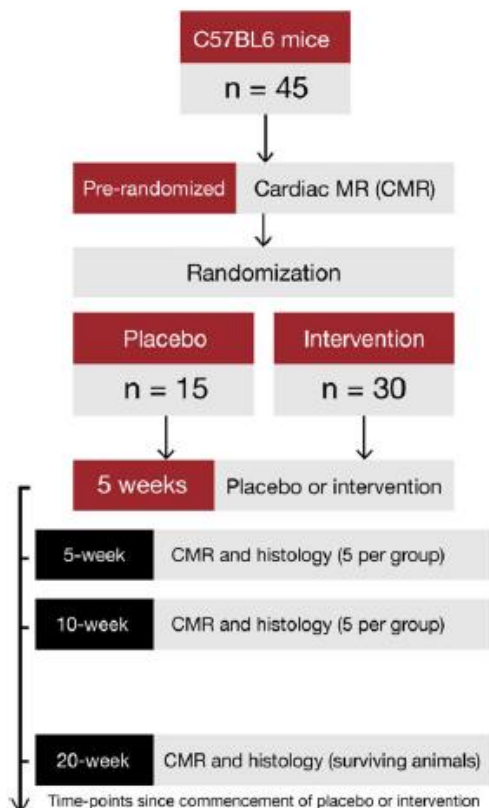 C57BL6 mice
n = 45
Pre-randomized Cardiac MR (CMR)
Randomization
Placebo Intervention
n = 15 n = 30
5 weeks Placebo or intervention
5-week CMR and histology (5 per group)
10-week CMR and histology (5 per group)
20-week CMR and histology (surviving animals)
Time-points since commencement of placebo or intervention